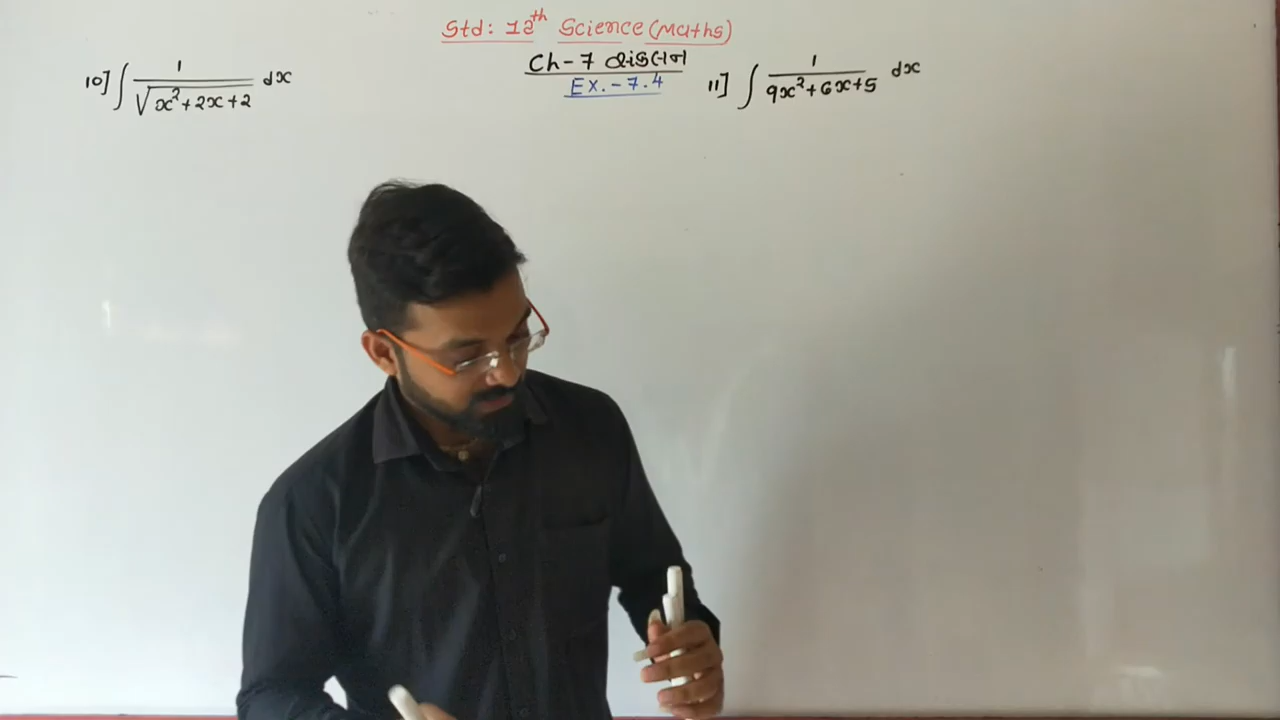 Std: 12th Science (Maths)
Ch-7 વિકલન
Ex.-7.4
10] ∫ 1/√(x²+2x+2) dx
11] ∫ 1/(9x²+6x+5) dx